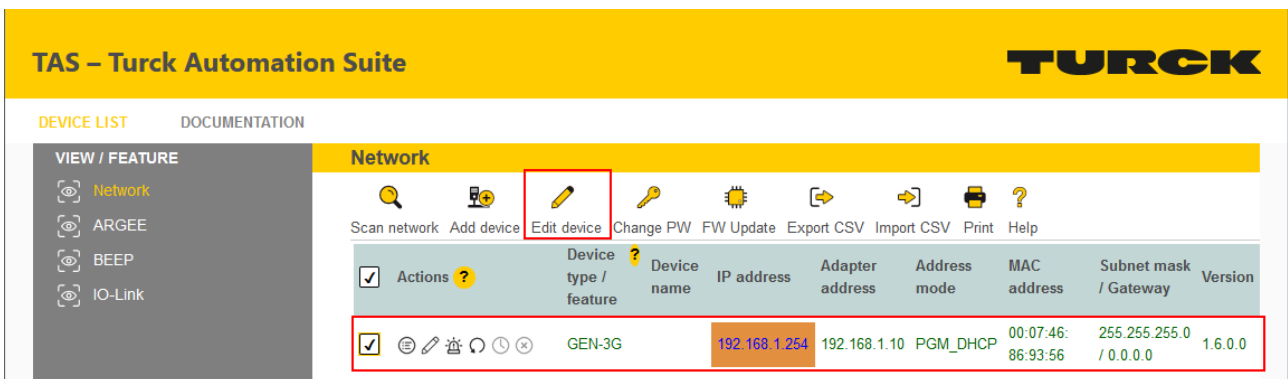 TAS – Turck Automation Suite
TURCK
DEVICE LIST DOCUMENTATION
VIEW / FEATURE
Network
ARGEE
BEEP
IO-Link
Network
Scan network Add device Edit device Change PW FW Update Export CSV Import CSV Print Help
Actions ?
Device ?
type /
feature
Device
name
IP address
Adapter
address
Address
mode
MAC
address
Subnet mask
/ Gateway
Version
GEN-3G
192.168.1.254
192.168.1.10
PGM_DHCP
00:07:46:
86:93:56
255.255.255.0
/ 0.0.0.0
1.6.0.0